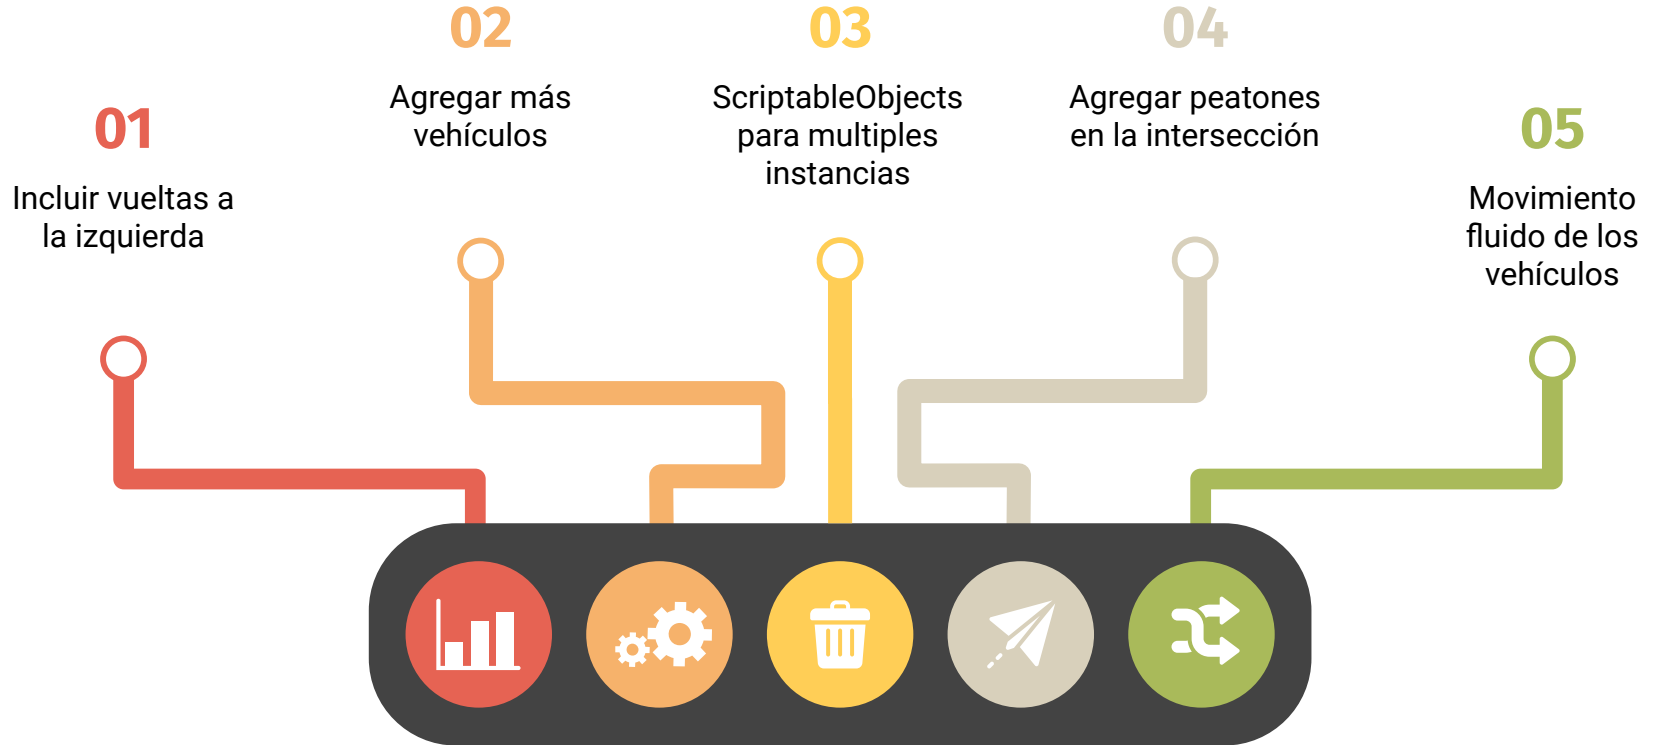 01
Incluir vueltas a
la izquierda
02
Agregar más
vehículos
03
ScriptableObjects
para multiples
instancias
04
Agregar peatones
en la intersección
05
Movimiento
fluido de los
vehículos